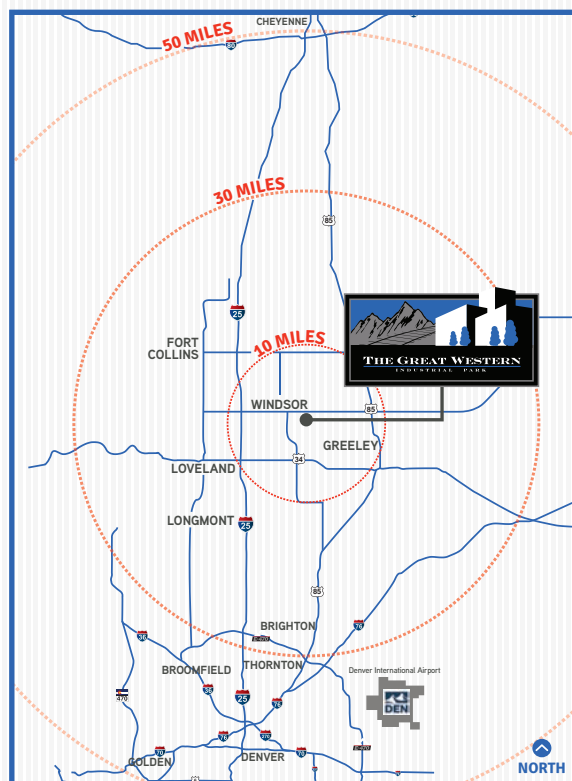 CHEYENNE
50 MILES
80
30 MILES
85
25
10 MILES
FORT
COLLINS
THE GREAT WESTERN
INDUSTRIAL PARK
WINDSOR
85
GREELEY
34
LOVELAND
LONGMONT
25
85
BRIGHTON
76
36
E-470
THORNTON
BROOMFIELD
Denver International Airport
DEN
36
25
76
470
76
270
E-470
70
GOLDEN
DENVER
70
NORTH